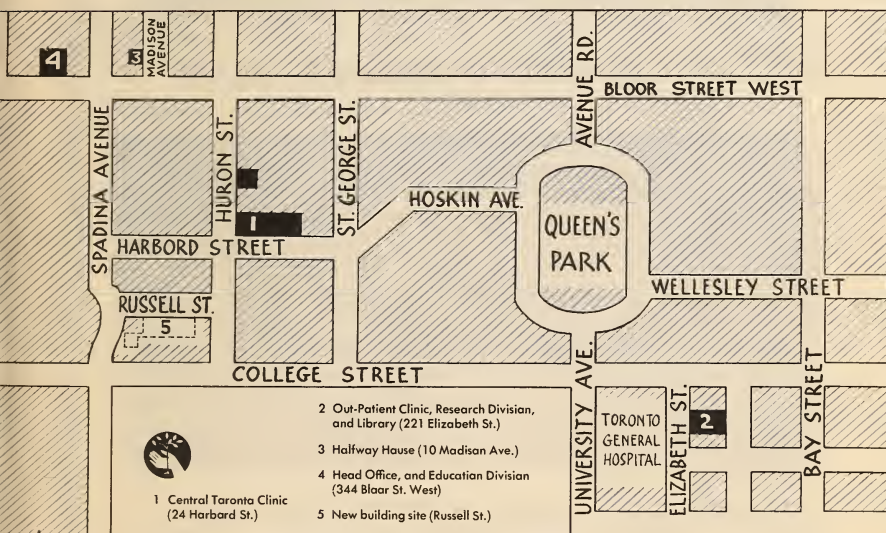 4
3
MADISON
AVENUE
AVENUE RD.
BLOOR STREET WEST
SPADINA AVENUE
HURON ST.
ST. GEORGE ST.
HOSKIN AVE.
1
QUEEN'S
PARK
HARBORD STREET
WELLESLEY STREET
RUSSELL ST.
5
COLLEGE STREET
UNIVERSITY AVE.
TORONTO
GENERAL
HOSPITAL
ELIZABETH ST.
2
BAY STREET
1 Central Taronta Clinic
(24 Harbard St.)
2 Out-Patient Clinic, Research Division,
and Library (221 Elizabeth St.)
3 Halfway Hause (10 Madisan Ave.)
4 Head Office, and Educatian Division
(344 Blaar St. West)
5 New building site (Russell St.)